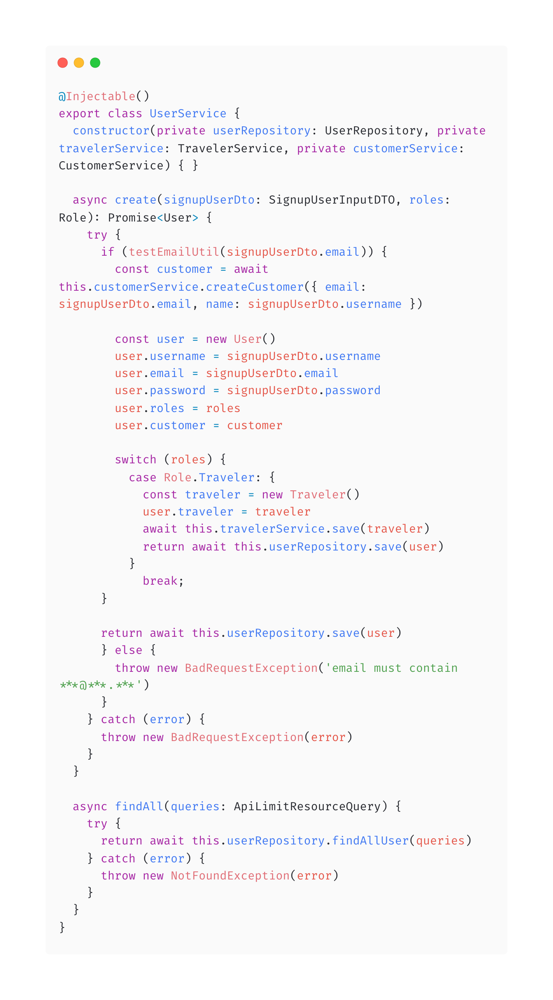 @Injectable()
export class UserService {
  constructor(private userRepository: UserRepository, private
travelerService: TravelerService, private customerService:
CustomerService) { }

  async create(signupUserDto: SignupUserInputDTO, roles:
Role): Promise<User> {
    try {
      if (testEmailUtil(signupUserDto.email)) {
        const customer = await
this.customerService.createCustomer({ email:
signupUserDto.email, name: signupUserDto.username })

        const user = new User()
        user.username = signupUserDto.username
        user.email = signupUserDto.email
        user.password = signupUserDto.password
        user.roles = roles
        user.customer = customer

        switch (roles) {
          case Role.Traveler: {
            const traveler = new Traveler()
            user.traveler = traveler
            await this.travelerService.save(traveler)
            return await this.userRepository.save(user)
          }
            break;
      }

      return await this.userRepository.save(user)
      } else {
        throw new BadRequestException('email must contain
***@***.***')
      }
    } catch (error) {
      throw new BadRequestException(error)
    }
  }

  async findAll(queries: ApiLimitResourceQuery) {
    try {
      return await this.userRepository.findAllUser(queries)
    } catch (error) {
      throw new NotFoundException(error)
    }
  }
}